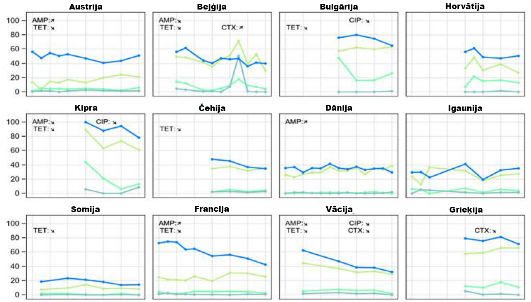 Austrija Beļģija Bulgārija Horvātija
AMP:↗ AMP:↗ CIP:↘
TET:↘ TET:↘ CTX:↘ TET:↘
100
80
60
40
20
0
Kipra Čehija Dānija Igaunija
CIP:↘ AMP:↗
TET:↘ TET:↘
100
80
60
40
20
0
Somija Francija Vācija Grieķija
AMP:↗ AMP:↘ CIP:↘
TET:↘ TET:↘ TET:↘ CTX:↘
100
80
60
40
20
0